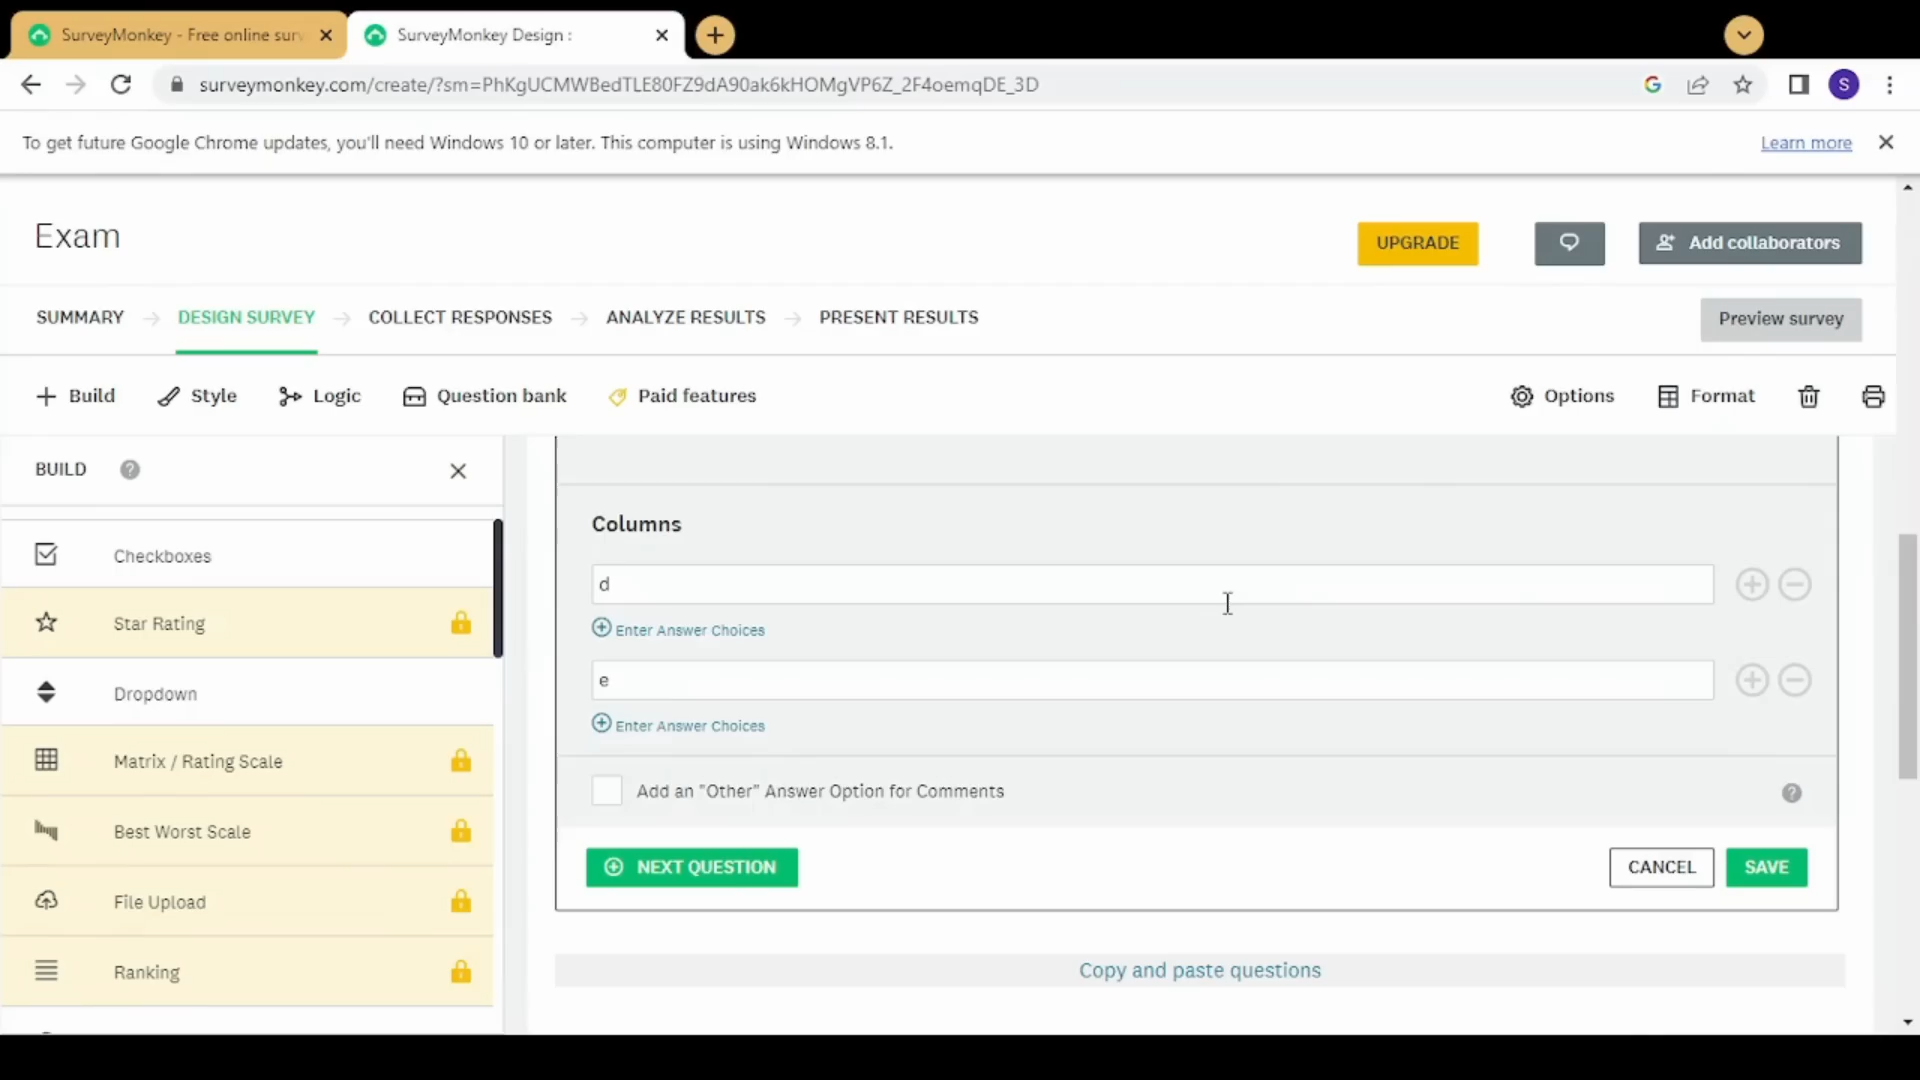 SurveyMonkey - Free online surv
SurveyMonkey Design :
surveymonkey.com/create/?sm=PhKgUCMWBedTLE80FZ9dA90ak6kHOMgVP6Z_2F4oemqDE_3D
S
To get future Google Chrome updates, you'll need Windows 10 or later. This computer is using Windows 8.1.
Learn more
Exam
UPGRADE
Add collaborators
SUMMARY
DESIGN SURVEY
COLLECT RESPONSES
ANALYZE RESULTS
PRESENT RESULTS
Preview survey
Build
Style
Logic
Question bank
Paid features
Options
Format
BUILD
Checkboxes
Star Rating
Dropdown
Matrix / Rating Scale
Best Worst Scale
File Upload
Ranking
Columns
d
Enter Answer Choices
e
Enter Answer Choices
Add an "Other" Answer Option for Comments
NEXT QUESTION
CANCEL
SAVE
Copy and paste questions